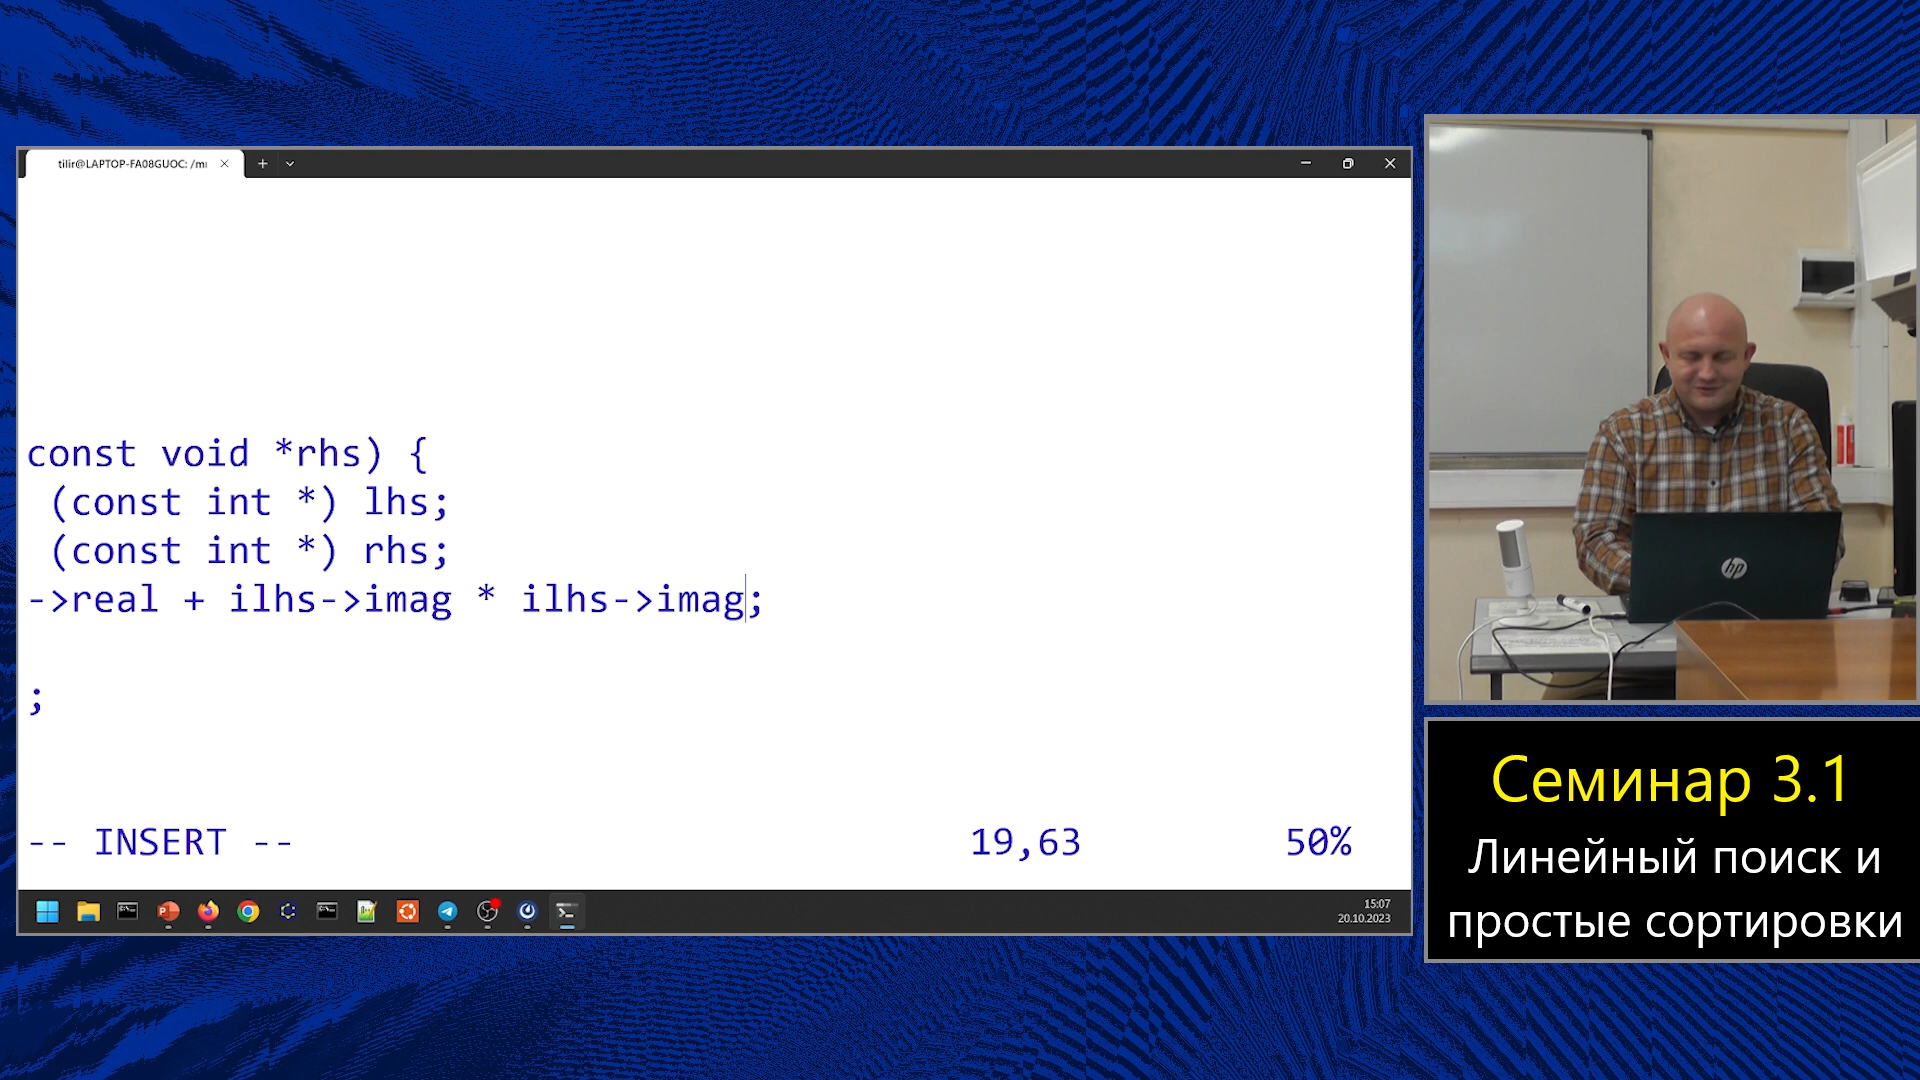 tilir@LAPTOP-FA08GUOC: /m
const void *rhs) {
(const int *) lhs;
(const int *) rhs;
->real + ilhs->imag * ilhs->imag;
;
-- INSERT -- 19,63 50%
15:07
20.10.2023
hp
Семинар 3.1
Линейный поиск и
простые сортировки